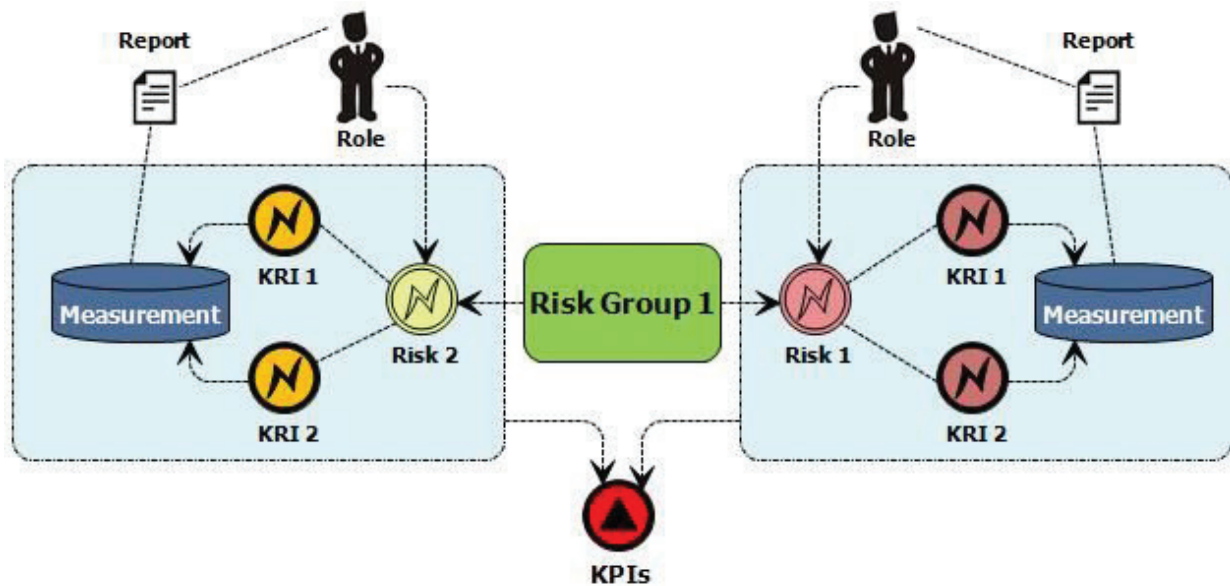 Report
Role
KRI 1
Measurement
KRI 2
Risk 2
Risk Group 1
Role
Report
Risk 1
KRI 1
Measurement
KRI 2
KPIs